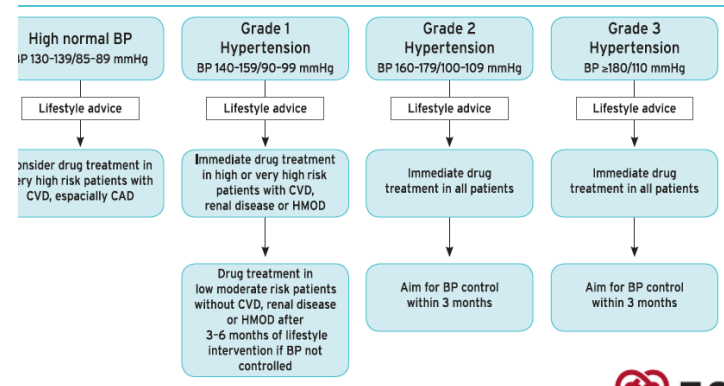 High normal BP
BP 130-139/85-89 mmHg
Lifestyle advice
onsider drug treatment in
ery high risk patients with
CVD, espacially CAD
Grade 1
Hypertension
BP 140-159/90-99 mmHg
Lifestyle advice
Immediate drug treatment
in high or very high risk
patients with CVD,
renal disease or HMOD
Drug treatment in
low moderate risk patients
without CVD, renal disease
or HMOD after
3-6 months of lifestyle
intervention if BP not
controlled
Grade 2
Hypertension
BP 160-179/100-109 mmHg
Lifestyle advice
Immediate drug
treatment in all patients
Aim for BP control
within 3 months
Grade 3
Hypertension
BP ≥180/110 mmHg
Lifestyle advice
Immediate drug
treatment in all patients
Aim for BP control
within 3 months